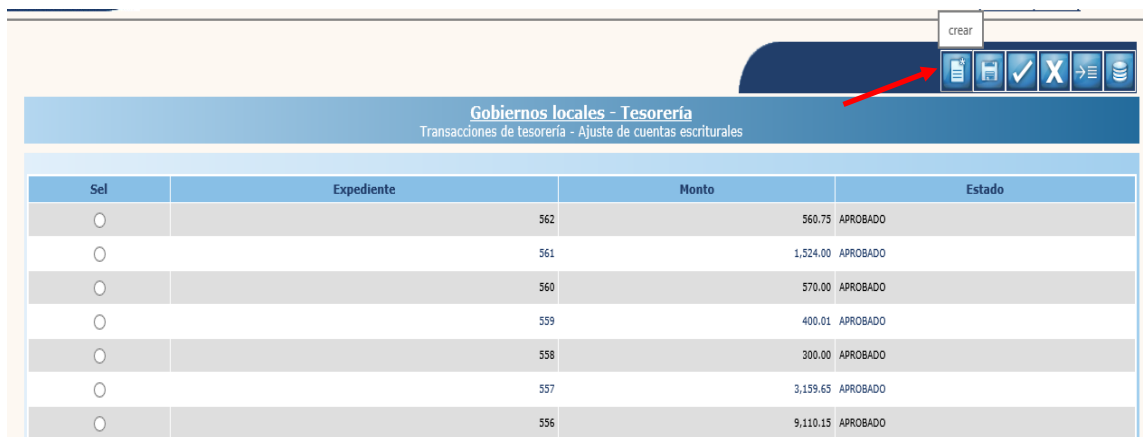 crear
Gobiernos locales - Tesorería
Transacciones de tesorería - Ajuste de cuentas escriturales
Sel Expediente Monto Estado
562 560.75 APROBADO
561 1,524.00 APROBADO
560 570.00 APROBADO
559 400.01 APROBADO
558 300.00 APROBADO
557 3,159.65 APROBADO
556 9,110.15 APROBADO